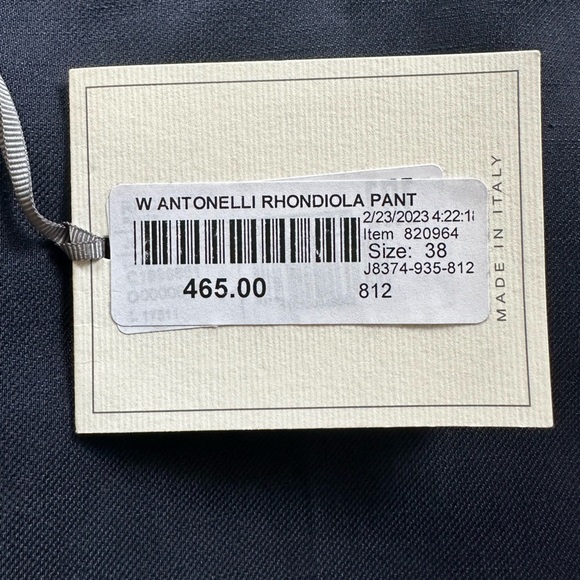 W ANTONELLI RHONDIOLA PANT
2/23/2023 4:22:18
Item 820964
Size: 38
J8374-935-812
465.00
812
MADE IN ITALY